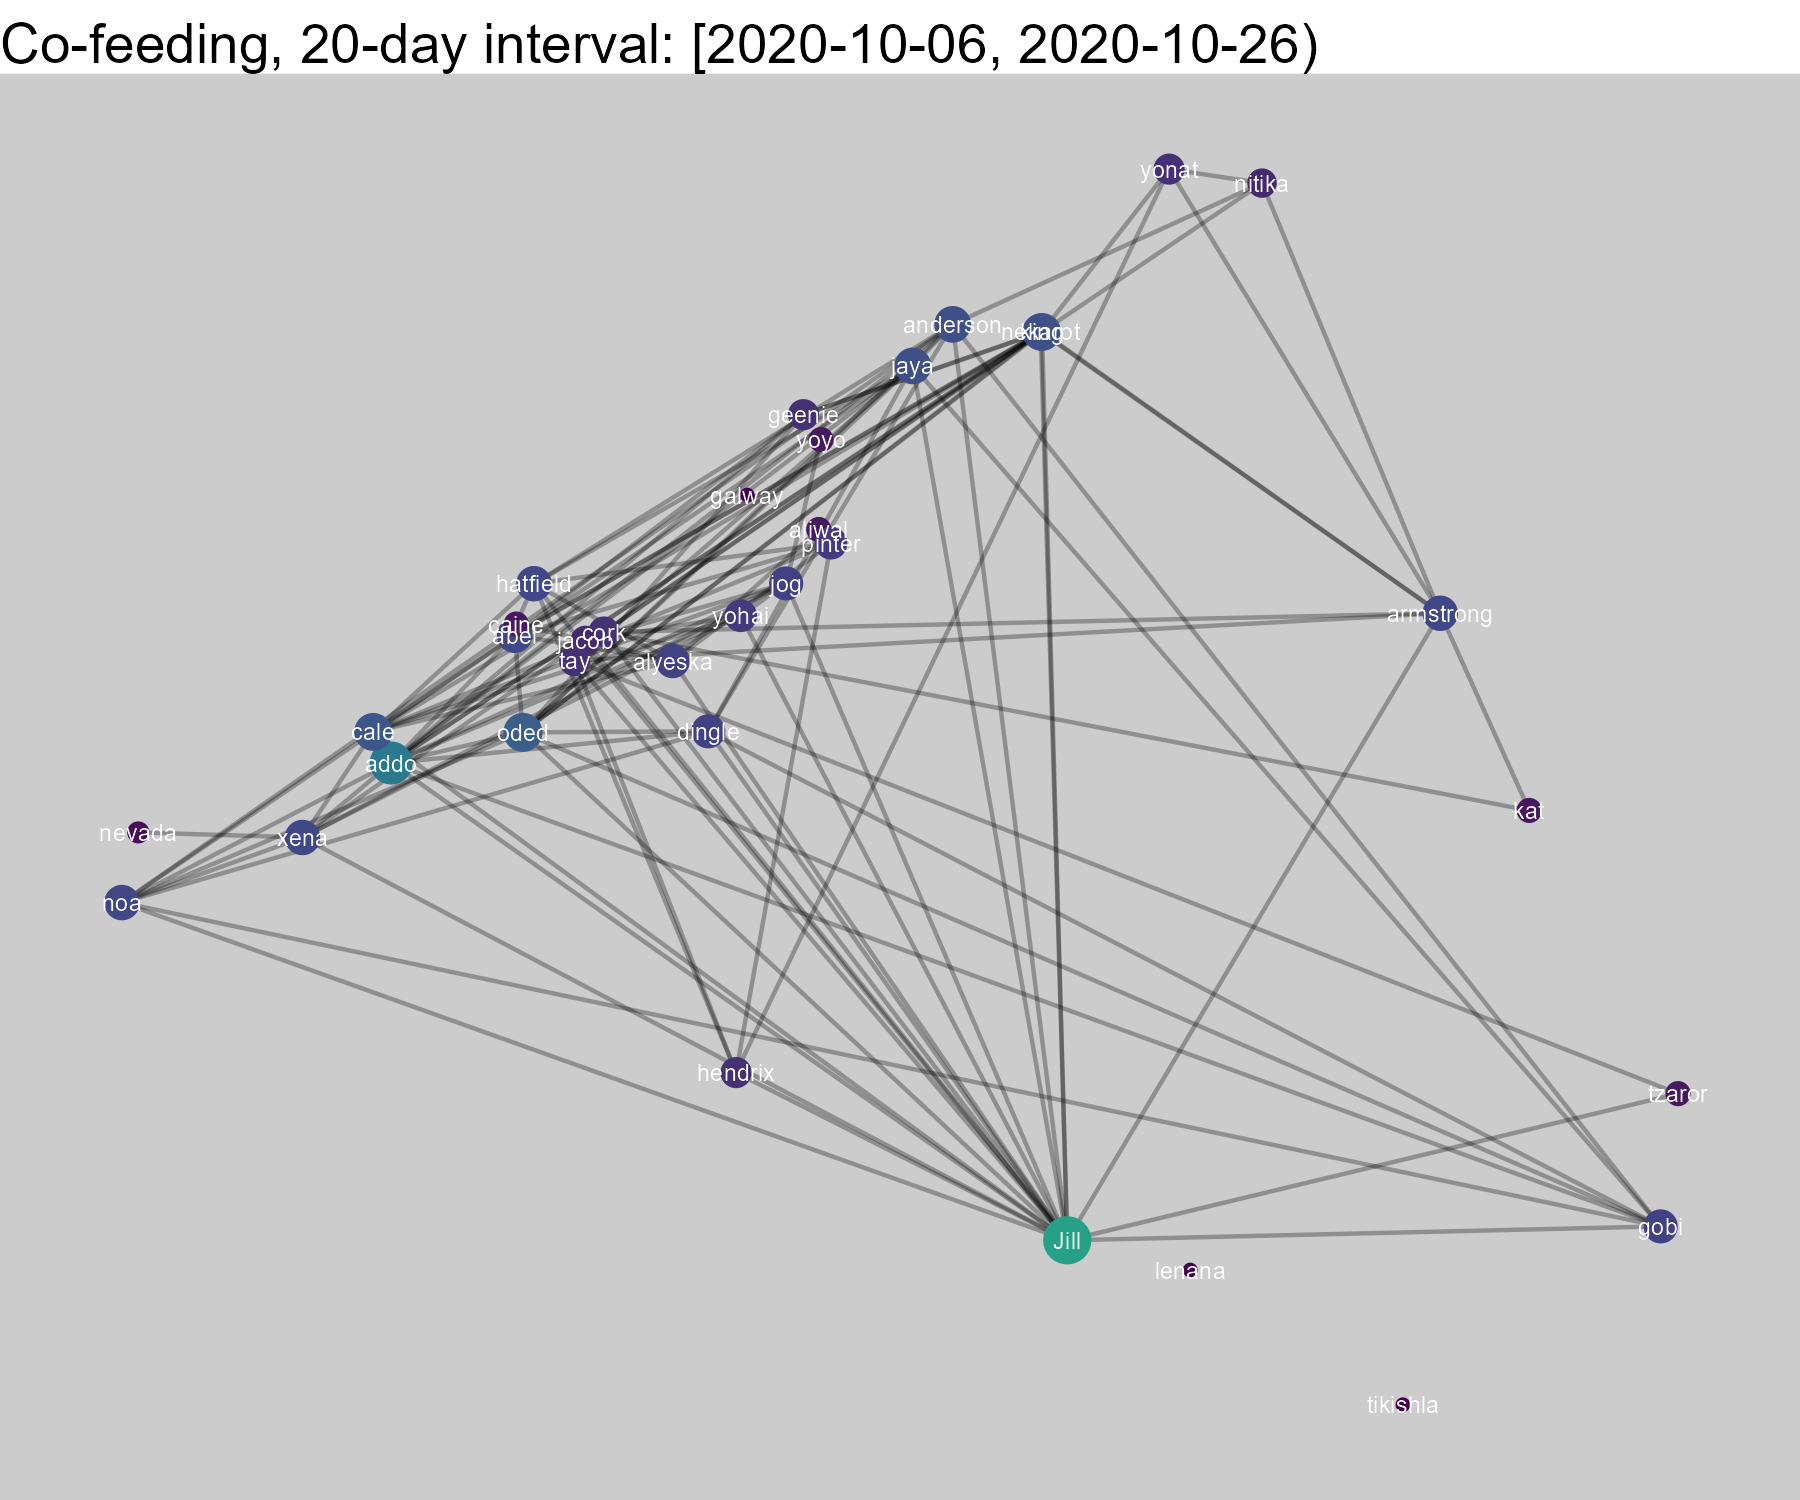 Co-feeding, 20-day interval: [2020-10-06, 2020-10-26)
yonat
nitika
anderson
jaya
geenie
yoyo
galway
aliwal
pinter
hatfield
jog
yohai
caine
abel
jacob
cork
tay
alyeska
armstrong
cale
oded
dingle
addo
kat
nevada
xena
noa
hendrix
tzaror
gobi
Jill
lenana
tikishla